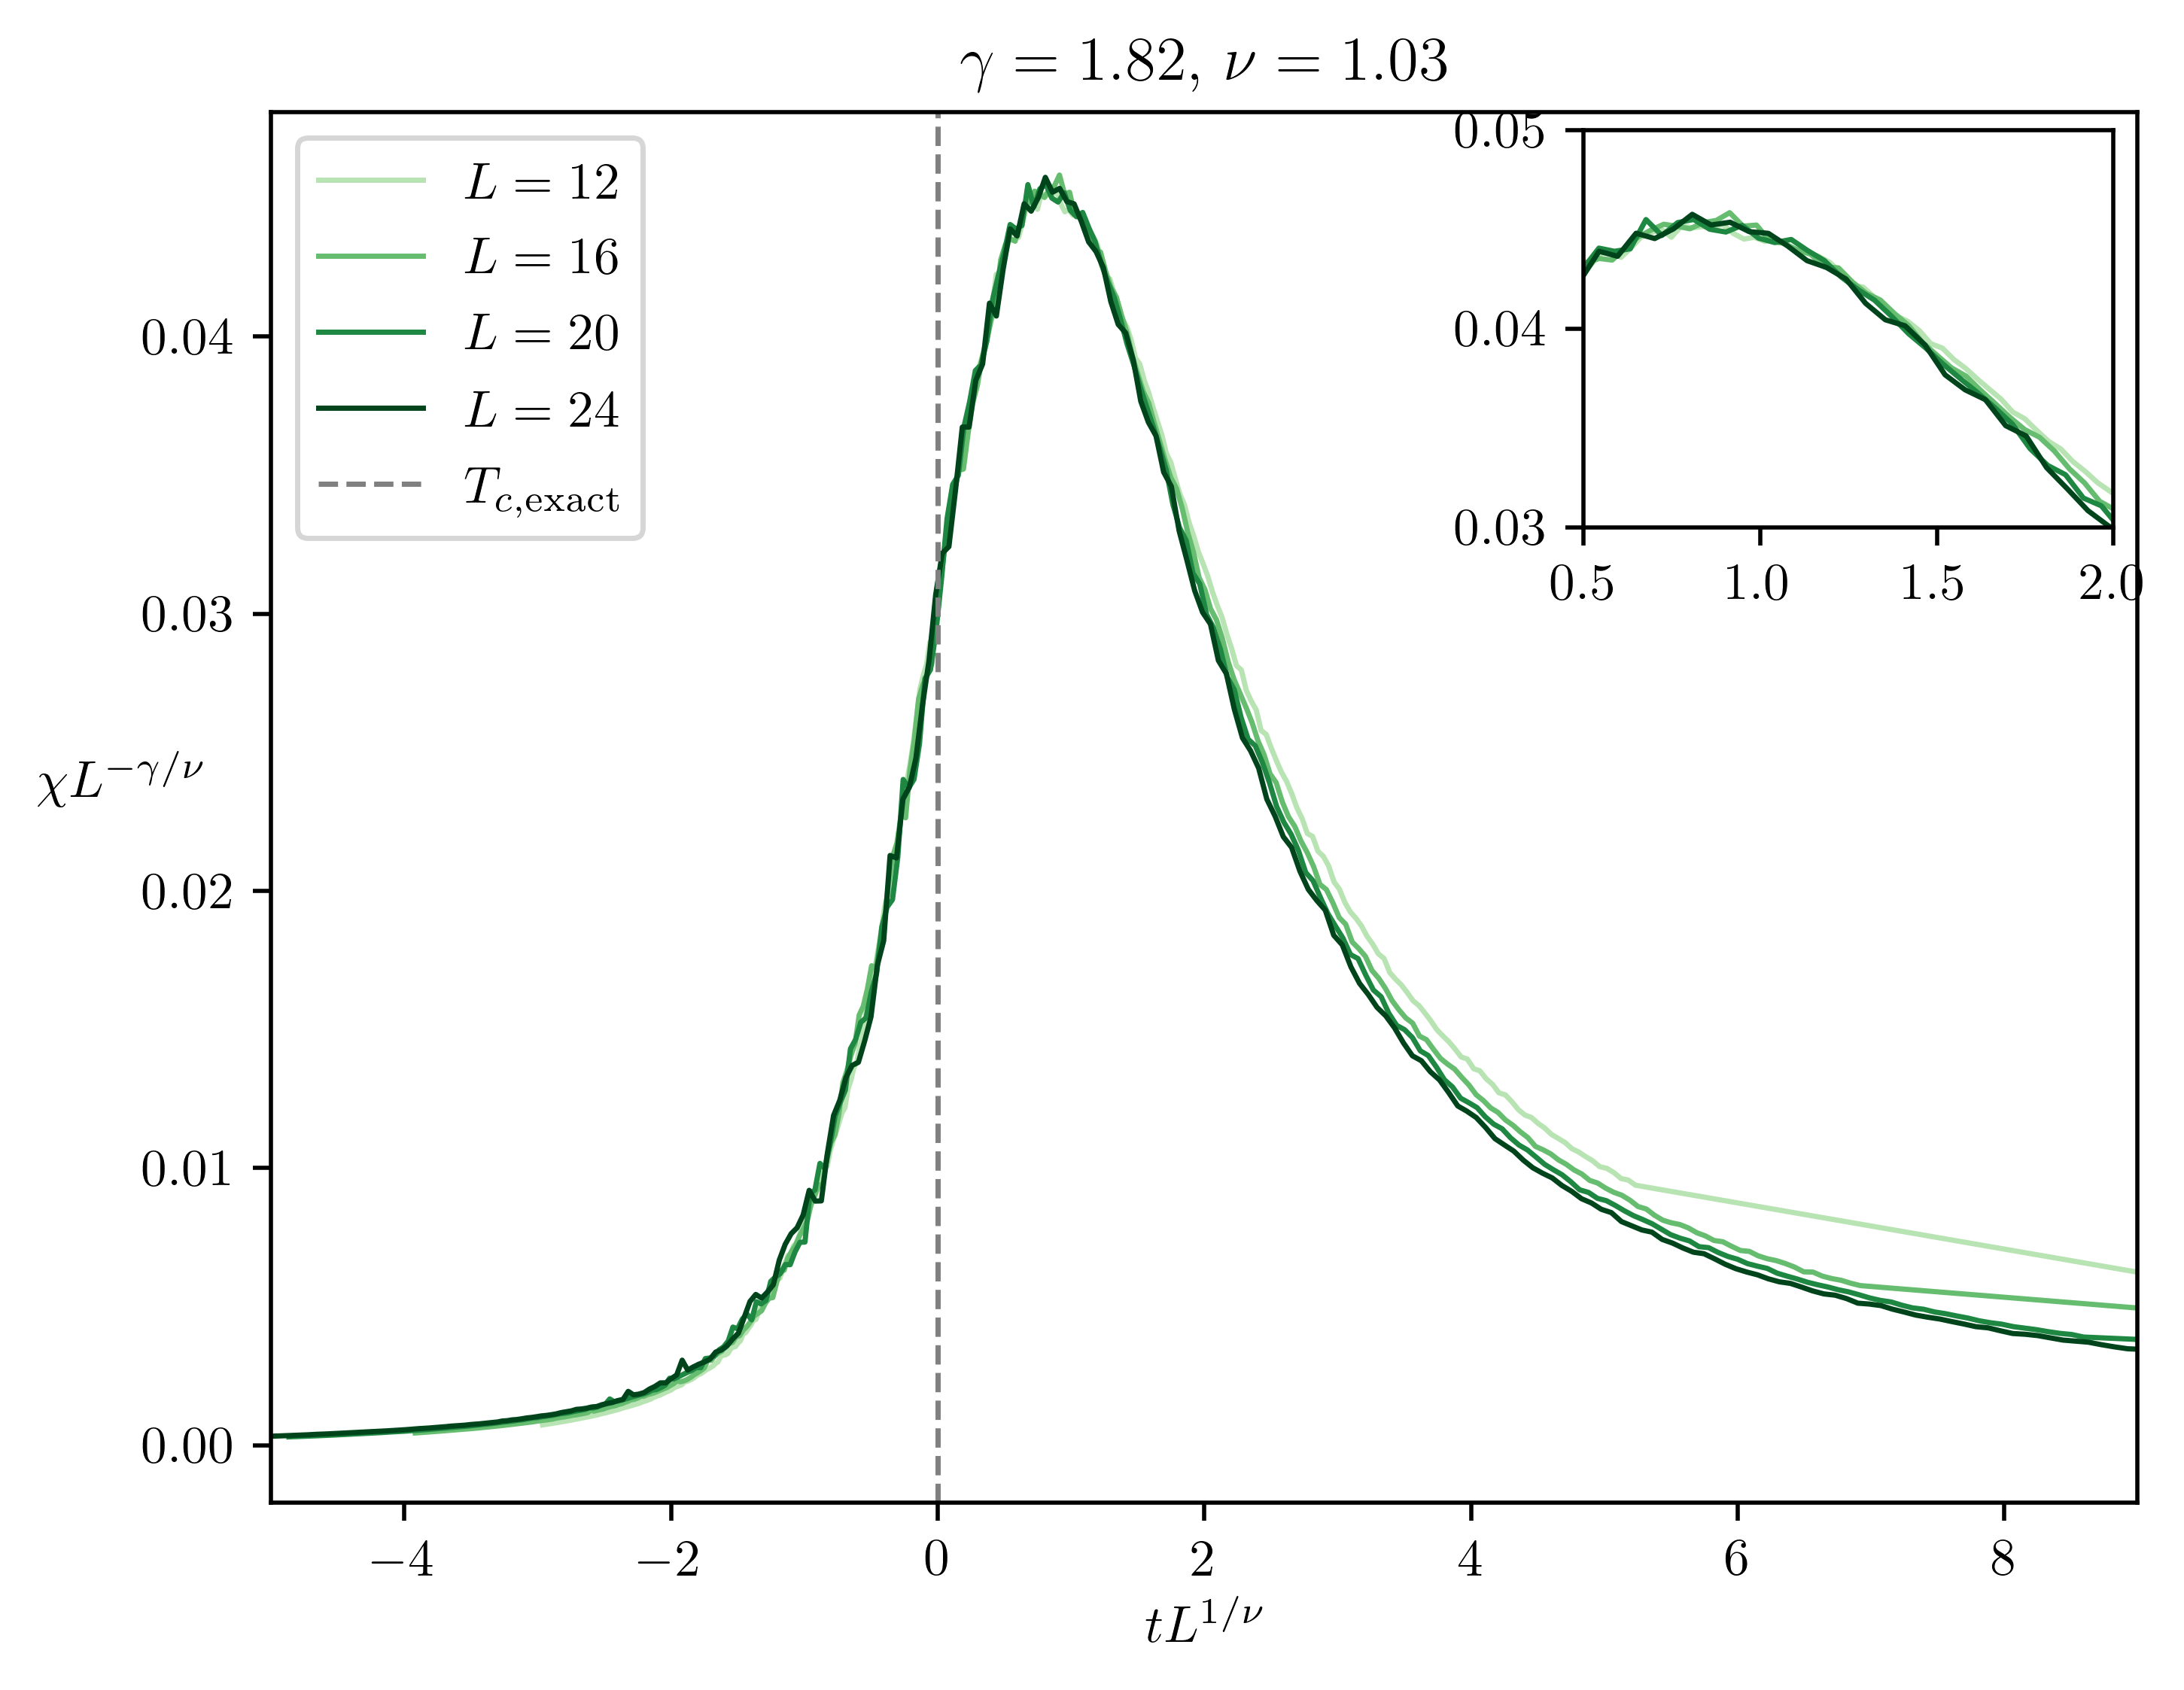 γ = 1.82, ν = 1.03
L = 12
L = 16
L = 20
L = 24
T_{c,exact}
0.05
0.04
0.03
0.5 1.0 1.5 2.0
0.04
0.03
0.02
0.01
0.00
χL^{−γ/ν}
−4 −2 0 2 4 6 8
tL^{1/ν}